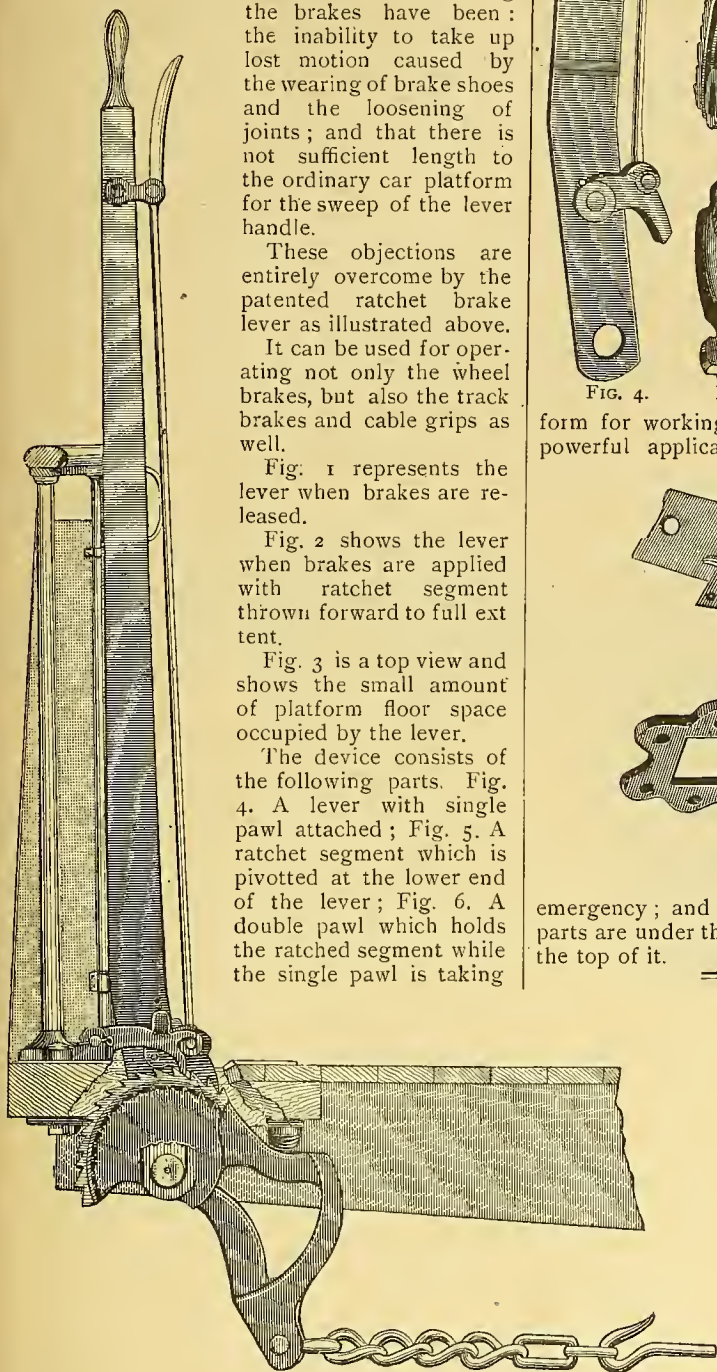 the brakes have been :
the inability to take up
lost motion caused by
the wearing of brake shoes
and the loosening of
joints ; and that there is
not sufficient length to
the ordinary car platform
for the sweep of the lever
handle.
These objections are
entirely overcome by the
patented ratchet brake
lever as illustrated above.
It can be used for oper-
ating not only the wheel
brakes, but also the track
brakes and cable grips as
well.
Fig. 1 represents the
lever when brakes are re-
leased.
Fig. 2 shows the lever
when brakes are applied
with ratchet segment
thrown forward to full ext
tent.
Fig. 3 is a top view and
shows the small amount
of platform floor space
occupied by the lever.
The device consists of
the following parts. Fig.
4. A lever with single
pawl attached ; Fig. 5. A
ratchet segment which is
pivotted at the lower end
of the lever ; Fig. 6. A
double pawl which holds
the ratched segment while
the single pawl is taking
FIG. 4.
form for working
powerful applica
emergency ; and
parts are under th
the top of it.